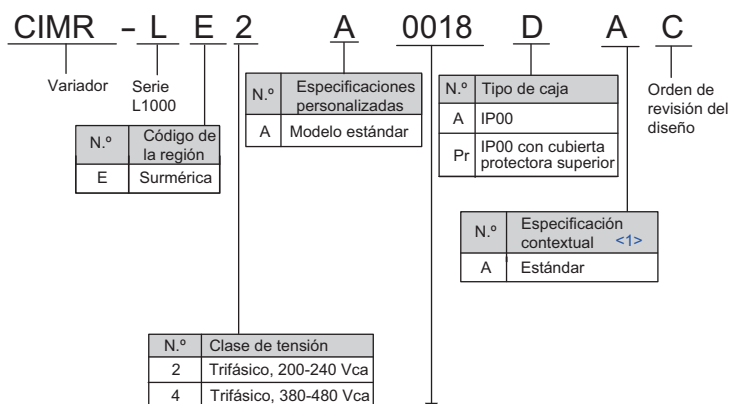 CIMR - L E 2 A 0018 D A C
Variador
Serie
L1000
N.º Código de
la región
E Surmérica
N.º Especificaciones
personalizadas
A Modelo estándar
N.º Tipo de caja
A IP00
Pr IP00 con cubierta
protectora superior
Orden de
revisión del
diseño
N.º Especificación
contextual <1>
A Estándar
N.º Clase de tensión
2 Trifásico, 200-240 Vca
4 Trifásico, 380-480 Vca